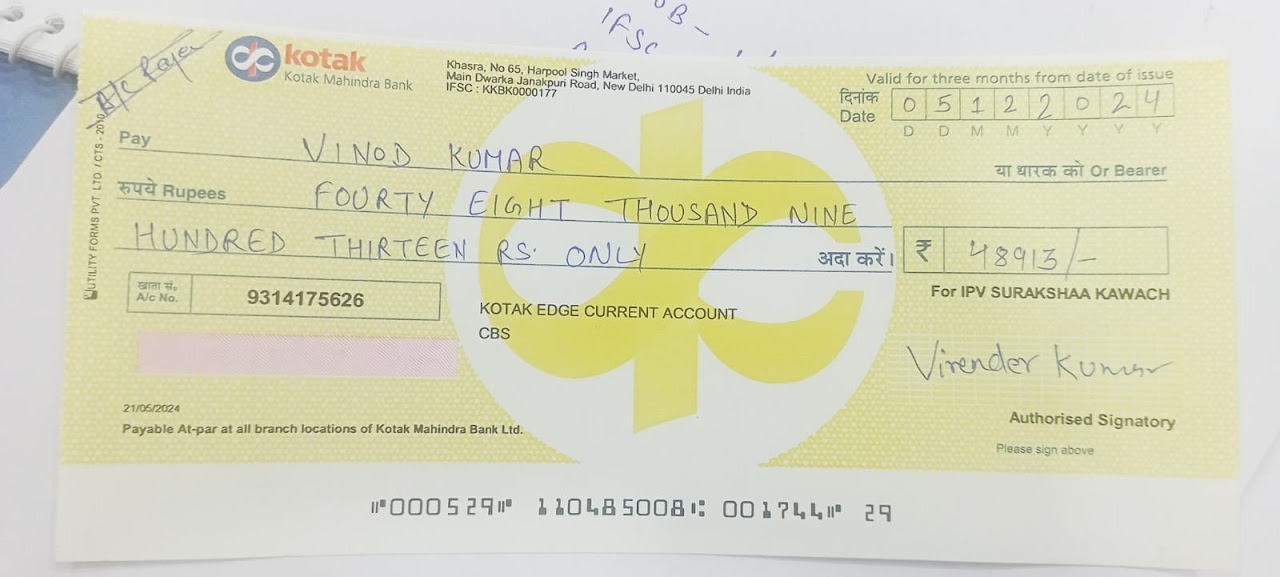 OB -
IFSC
A/c Payee
kotak
Kotak Mahindra Bank
Khasra, No 65, Harpool Singh Market,
Main Dwarka Janakpuri Road, New Delhi 110045 Delhi India
IFSC : KKBK0000177
Valid for three months from date of issue
दिनांक
Date
0 5 1 2 2 0 2 4
D D M M Y Y Y Y
Pay VINOD KUMAR
या धारक को Or Bearer
रुपये Rupees FOURTY EIGHT THOUSAND NINE
HUNDRED THIRTEEN RS. ONLY अदा करें। ₹ 48913/-
खाता सं.
A/c No. 9314175626
For IPV SURAKSHAA KAWACH
KOTAK EDGE CURRENT ACCOUNT
CBS
Virender Kumar
21/05/2024
Payable At-par at all branch locations of Kotak Mahindra Bank Ltd.
Authorised Signatory
Please sign above
UTILITY FORMS PVT. LTD. / CTS - 2010
⑈000529⑈ 110485008⑆ 001744⑈ 29